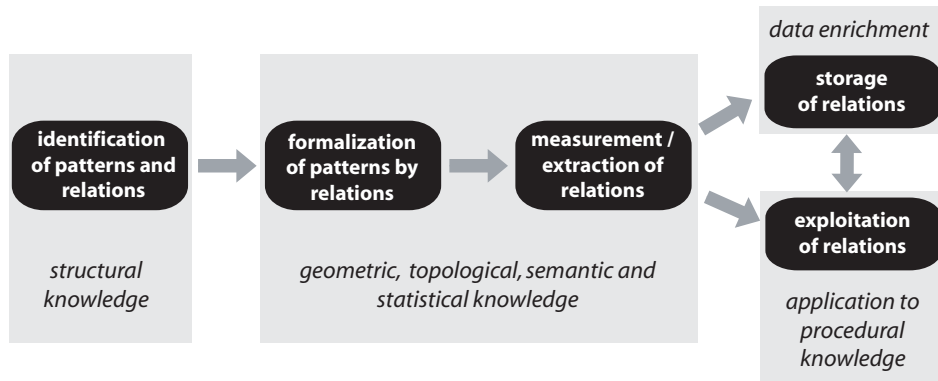 identification
of patterns and
relations
structural
knowledge
formalization
of patterns by
relations
measurement /
extraction of
relations
geometric, topological, semantic and
statistical knowledge
data enrichment
storage
of relations
exploitation
of relations
application to
procedural
knowledge